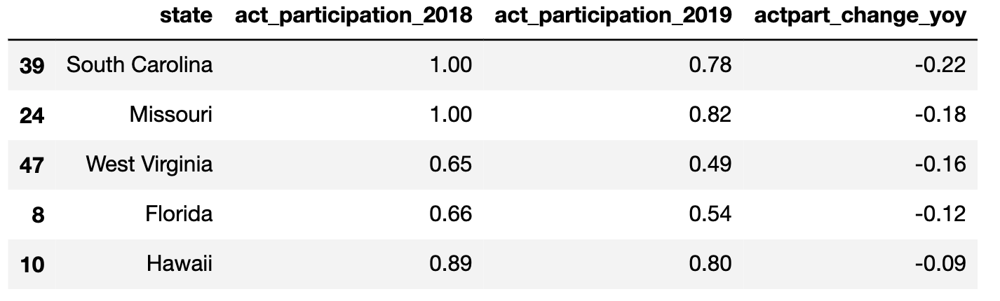 state act_participation_2018 act_participation_2019 actpart_change_yoy
39 South Carolina 1.00 0.78 -0.22
24 Missouri 1.00 0.82 -0.18
47 West Virginia 0.65 0.49 -0.16
8 Florida 0.66 0.54 -0.12
10 Hawaii 0.89 0.80 -0.09